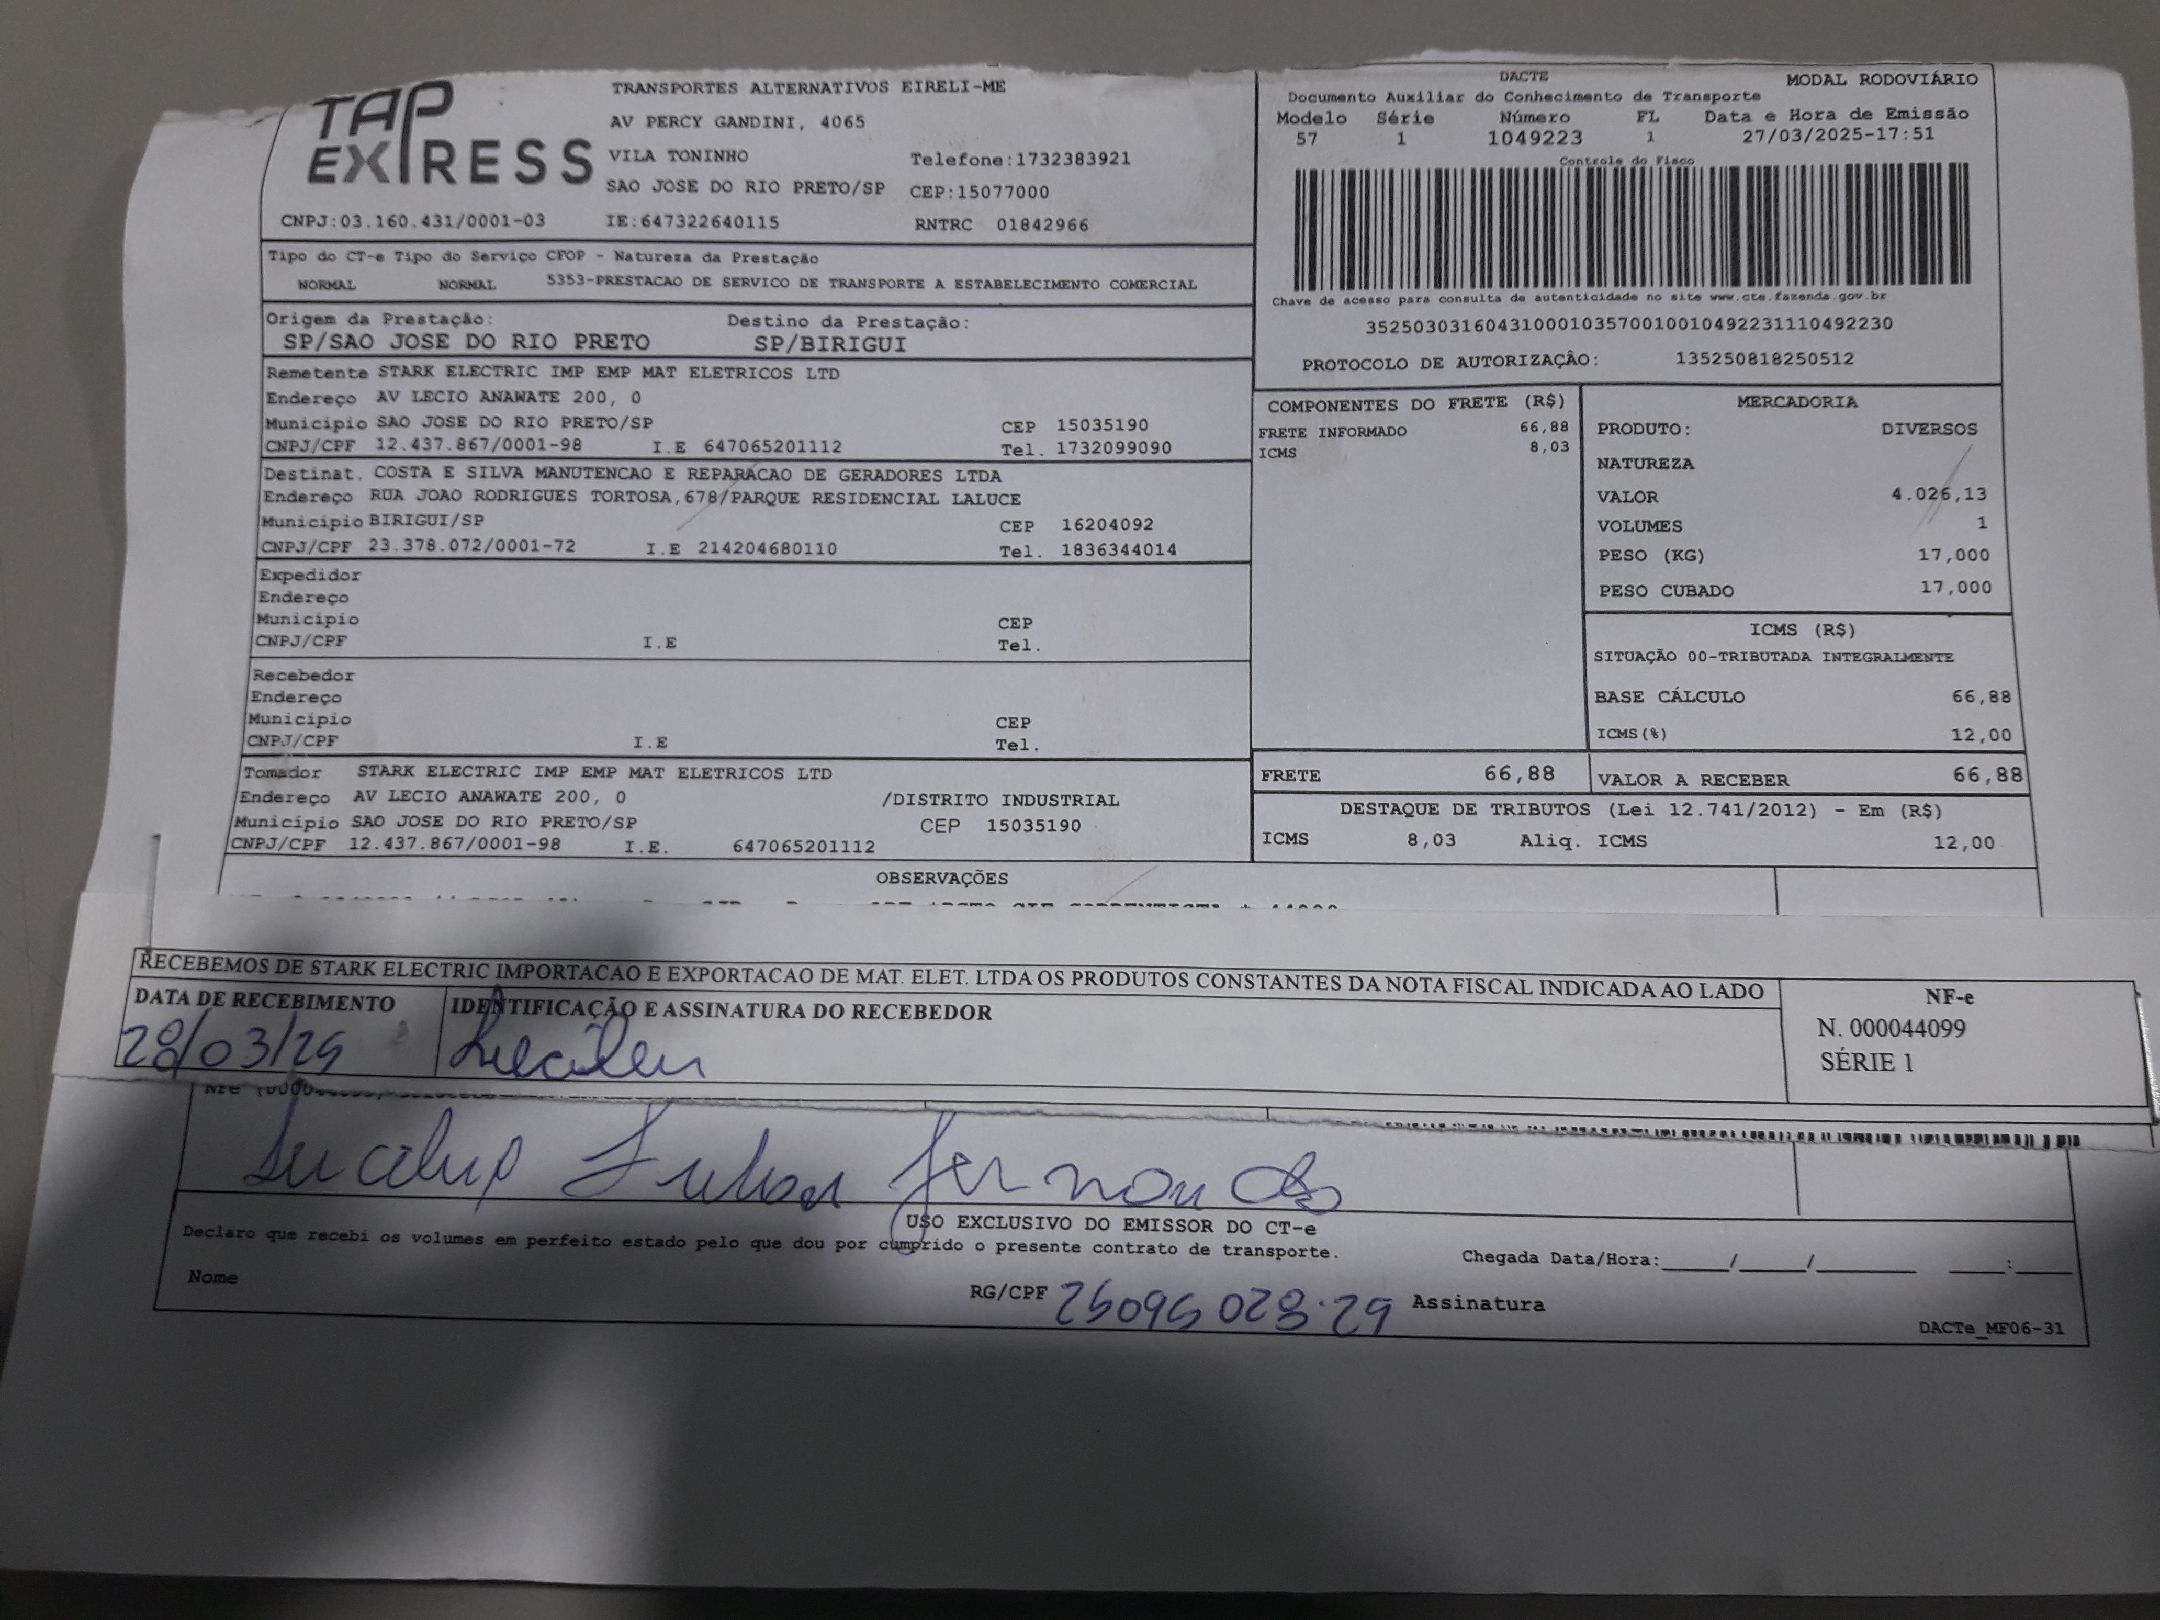 TAP EXPRESS
TRANSPORTES ALTERNATIVOS EIRELI-ME
AV PERCY GANDINI, 4065
VILA TONINHO Telefone:1732383921
SAO JOSE DO RIO PRETO/SP CEP:15077000
CNPJ:03.160.431/0001-03 IE:647322640115 RNTRC 01842966
DACTE MODAL RODOVIÁRIO
Documento Auxiliar do Conhecimento de Transporte
Modelo Série Número FL Data e Hora de Emissão
57 1 1049223 1 27/03/2025-17:51
Controle do Fisco
Chave de acesso para consulta de autenticidade no site www.cte.fazenda.gov.br
35250303160431000103570010010492231110492230
PROTOCOLO DE AUTORIZAÇÂO: 135250818250512
Tipo do CT-e Tipo do Serviço CFOP - Natureza da Prestação
NORMAL NORMAL 5353-PRESTACAO DE SERVICO DE TRANSPORTE A ESTABELECIMENTO COMERCIAL
Origem da Prestação: Destino da Prestação:
SP/SAO JOSE DO RIO PRETO SP/BIRIGUI
Remetente STARK ELECTRIC IMP EMP MAT ELETRICOS LTD
Endereço AV LECIO ANAWATE 200, 0
Município SAO JOSE DO RIO PRETO/SP CEP 15035190
CNPJ/CPF 12.437.867/0001-98 I.E 647065201112 Tel. 1732099090
Destinat. COSTA E SILVA MANUTENCAO E REPARACAO DE GERADORES LTDA
Endereço RUA JOAO RODRIGUES TORTOSA,678/PARQUE RESIDENCIAL LALUCE
Município BIRIGUI/SP CEP 16204092
CNPJ/CPF 23.378.072/0001-72 I.E 214204680110 Tel. 1836344014
Expedidor
Endereço
Município CEP
CNPJ/CPF I.E Tel.
Recebedor
Endereço
Município CEP
CNPJ/CPF I.E Tel.
Tomador STARK ELECTRIC IMP EMP MAT ELETRICOS LTD
Endereço AV LECIO ANAWATE 200, 0 /DISTRITO INDUSTRIAL
Município SAO JOSE DO RIO PRETO/SP CEP 15035190
CNPJ/CPF 12.437.867/0001-98 I.E. 647065201112
COMPONENTES DO FRETE (R$)
FRETE INFORMADO 66,88
ICMS 8,03
MERCADORIA
PRODUTO: DIVERSOS
NATUREZA
VALOR 4.026,13
VOLUMES 1
PESO (KG) 17,000
PESO CUBADO 17,000
ICMS (R$)
SITUAÇÃO 00-TRIBUTADA INTEGRALMENTE
BASE CÁLCULO 66,88
ICMS(%) 12,00
FRETE 66,88 VALOR A RECEBER 66,88
DESTAQUE DE TRIBUTOS (Lei 12.741/2012) - Em (R$)
ICMS 8,03 Aliq. ICMS 12,00
OBSERVAÇÕES
RECEBEMOS DE STARK ELECTRIC IMPORTACAO E EXPORTACAO DE MAT. ELET. LTDA OS PRODUTOS CONSTANTES DA NOTA FISCAL INDICADA AO LADO
DATA DE RECEBIMENTO IDENTIFICAÇÃO E ASSINATURA DO RECEBEDOR
28/03/25
NF-e
N. 000044099
SÉRIE 1
USO EXCLUSIVO DO EMISSOR DO CT-e
Declaro que recebi os volumes em perfeito estado pelo que dou por cumprido o presente contrato de transporte.
Chegada Data/Hora:_____/_____/_______ ____:____
Nome RG/CPF 25095028-29 Assinatura
DACTe_MF06-31